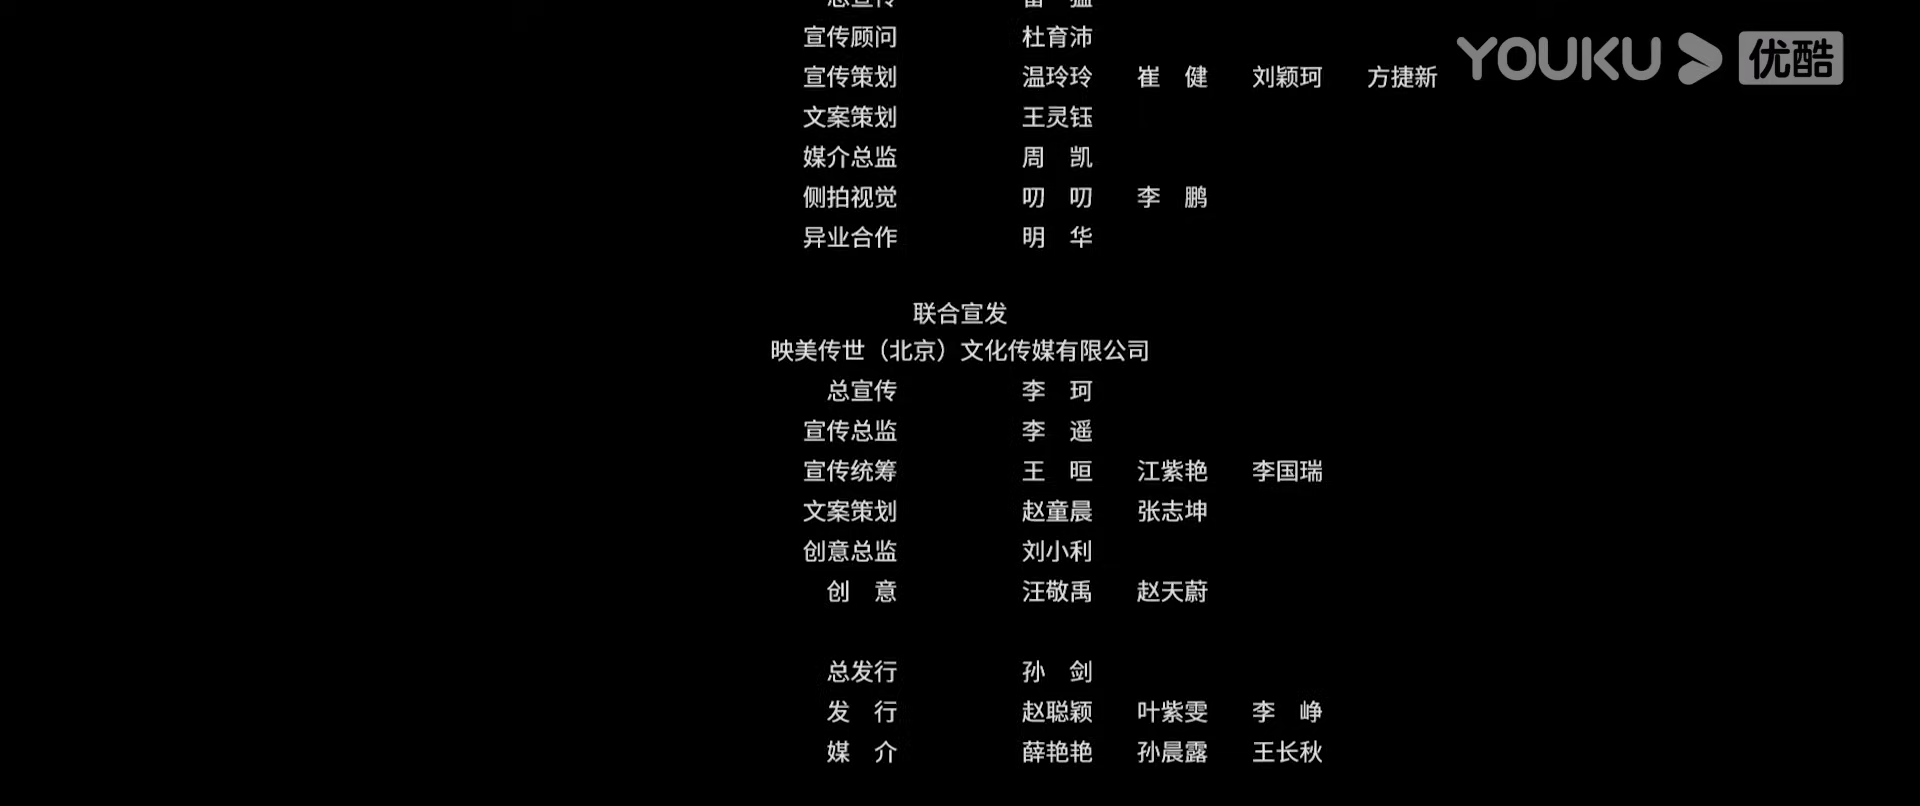 总宣传 雷 猛
宣传顾问 杜育沛
宣传策划 温玲玲 崔 健 刘颖珂 方捷新
YOUKU 优酷
文案策划 王灵钰
媒介总监 周 凯
侧拍视觉 叨 叨 李 鹏
异业合作 明 华
联合宣发
映美传世（北京）文化传媒有限公司
总宣传 李 珂
宣传总监 李 遥
宣传统筹 王 晅 江紫艳 李国瑞
文案策划 赵童晨 张志坤
创意总监 刘小利
创 意 汪敬禹 赵天蔚
总发行 孙 剑
发 行 赵聪颖 叶紫雯 李 峥
媒 介 薛艳艳 孙晨露 王长秋